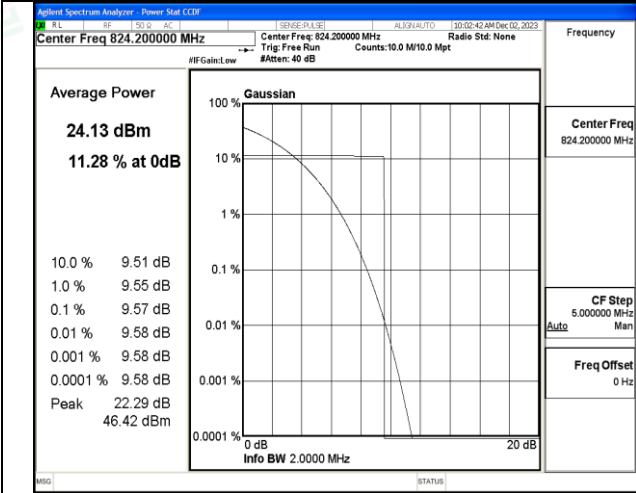 Agilent Spectrum Analyzer - Power Stat CCDF
RL RF 50 Ω AC SENSE:PULSE ALIGNAUTO 10:02:42 AM Dec 02, 2023
Center Freq 824.200000 MHz
Center Freq: 824.200000 MHz Radio Std: None
Trig: Free Run Counts:10.0 M/10.0 Mpt
#IFGain:Low #Atten: 40 dB
Frequency
Average Power
24.13 dBm
11.28 % at 0dB
10.0 % 9.51 dB
1.0 % 9.55 dB
0.1 % 9.57 dB
0.01 % 9.58 dB
0.001 % 9.58 dB
0.0001 % 9.58 dB
Peak 22.29 dB
46.42 dBm
Gaussian
100 %
10 %
1 %
0.1 %
0.01 %
0.001 %
0.0001 %
0 dB 20 dB
Info BW 2.0000 MHz
Center Freq
824.200000 MHz
CF Step
5.000000 MHz
Auto Man
Freq Offset
0 Hz
MSG STATUS